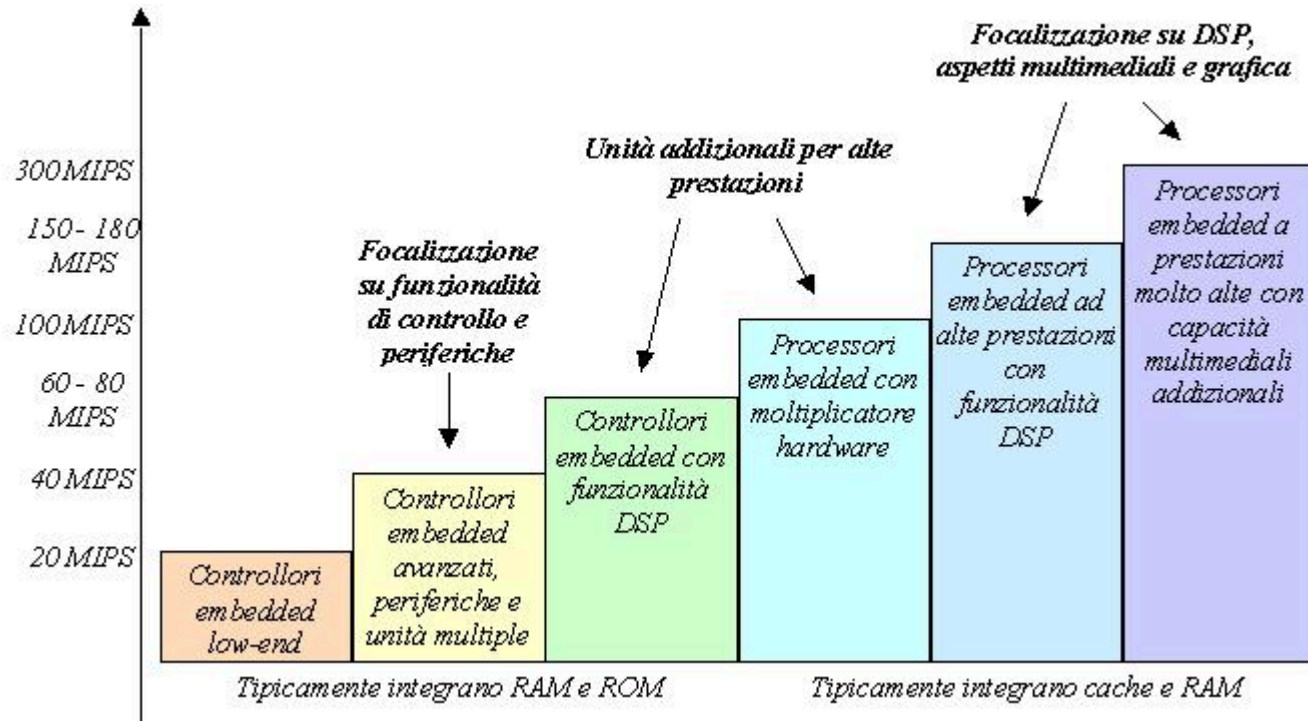 Focalizzazione su DSP,
aspetti multimediali e grafica
Unità addizionali per alte
prestazioni
Focalizzazione
su funzionalità
di controllo e
periferiche
300 MIPS
150 - 180
MIPS
100 MIPS
60 - 80
MIPS
40 MIPS
20 MIPS
Controllori
embedded
low-end
Controllori
embedded
avanzati,
periferiche e
unità multiple
Controllori
embedded con
funzionalità
DSP
Processori
embedded con
moltiplicatore
hardware
Processori
embedded ad
alte prestazioni
con
funzionalità
DSP
Processori
embedded a
prestazioni
molto alte con
capacità
multimediali
addizionali
Tipicamente integrano RAM e ROM
Tipicamente integrano cache e RAM